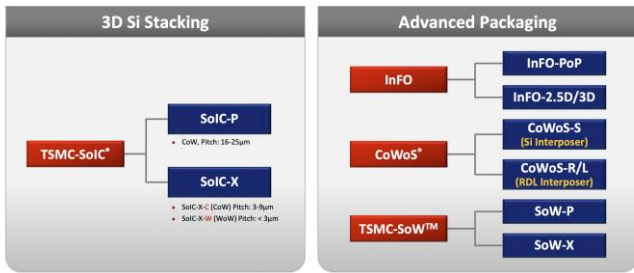 3D Si Stacking
TSMC-SoIC®
SoIC-P
• CoW, Pitch: 16-25µm
SoIC-X
• SoIC-X-C (CoW) Pitch: 3-9µm
• SoIC-X-W (WoW) Pitch: < 3µm
Advanced Packaging
InFO
InFO-PoP
InFO-2.5D/3D
CoWoS®
CoWoS-S
(Si Interposer)
CoWoS-R/L
(RDL Interposer)
TSMC-SoW™
SoW-P
SoW-X